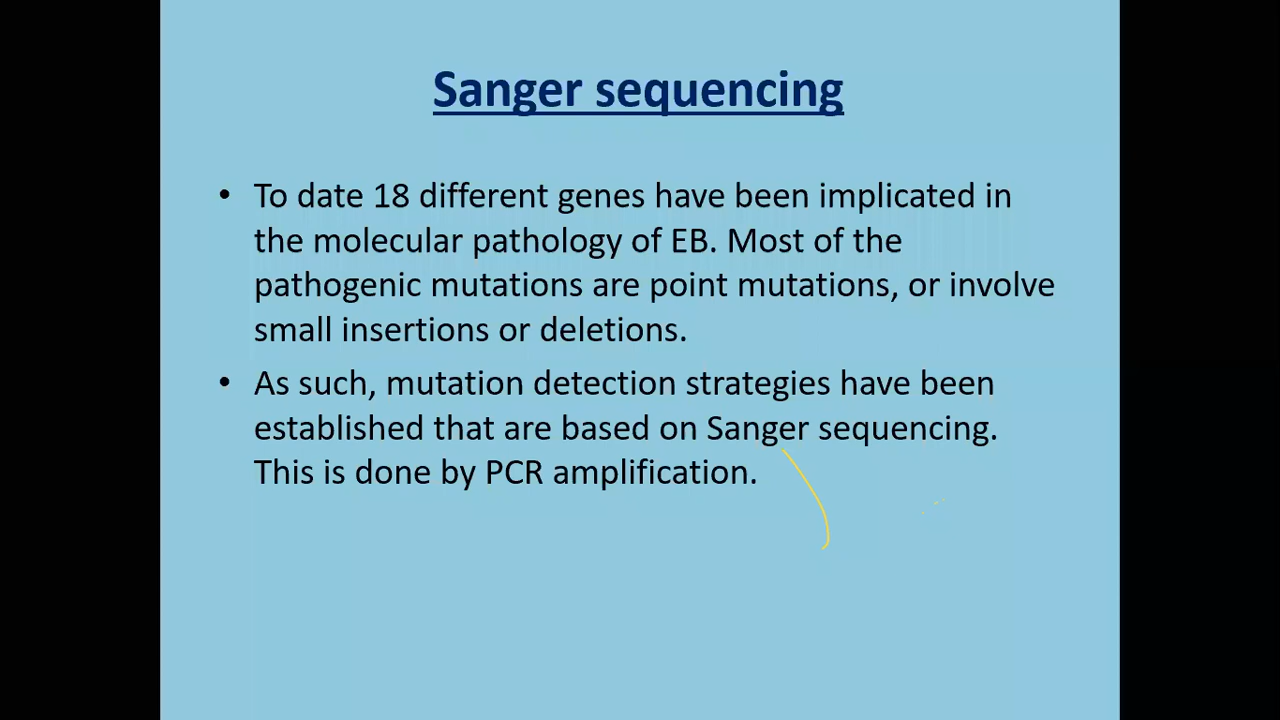 Sanger sequencing
• To date 18 different genes have been implicated in
the molecular pathology of EB. Most of the
pathogenic mutations are point mutations, or involve
small insertions or deletions.
• As such, mutation detection strategies have been
established that are based on Sanger sequencing.
This is done by PCR amplification.